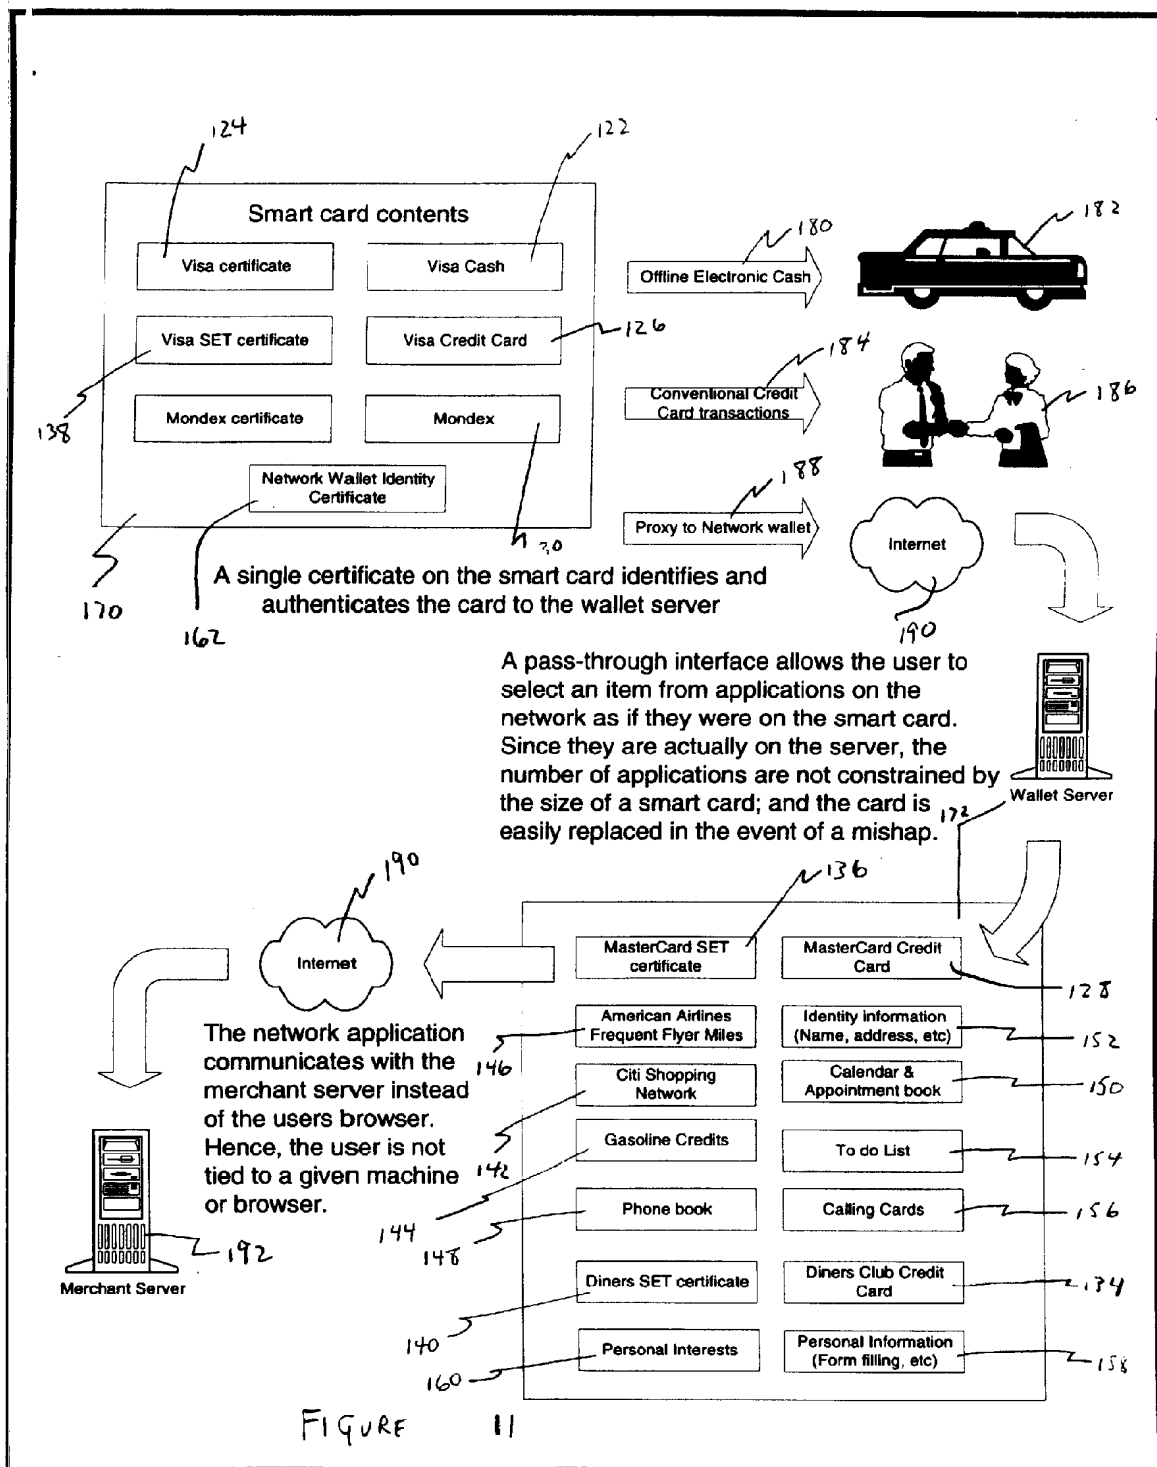 124
122
Smart card contents
180
182
Visa certificate
Visa Cash
Offline Electronic Cash
Visa SET certificate
Visa Credit Card
126
184
Conventional Credit
Card transactions
186
138
Mondex certificate
Mondex
188
Network Wallet Identity
Certificate
Proxy to Network wallet
Internet
170
162
190
A single certificate on the smart card identifies and
authenticates the card to the wallet server
A pass-through interface allows the user to
select an item from applications on the
network as if they were on the smart card.
Since they are actually on the server, the
number of applications are not constrained by
the size of a smart card; and the card is
easily replaced in the event of a mishap.
Wallet Server
172
190
136
MasterCard SET
certificate
MasterCard Credit
Card
128
Internet
The network application
communicates with the
merchant server instead
of the users browser.
Hence, the user is not
tied to a given machine
or browser.
American Airlines
Frequent Flyer Miles
Identity information
(Name, address, etc)
146
152
Citi Shopping
Network
Calendar &
Appointment book
150
142
Gasoline Credits
To do List
154
144
Phone book
Calling Cards
156
148
192
Merchant Server
Diners SET certificate
Diners Club Credit
Card
134
140
Personal Interests
Personal Information
(Form filling, etc)
160
158
FIGURE 11